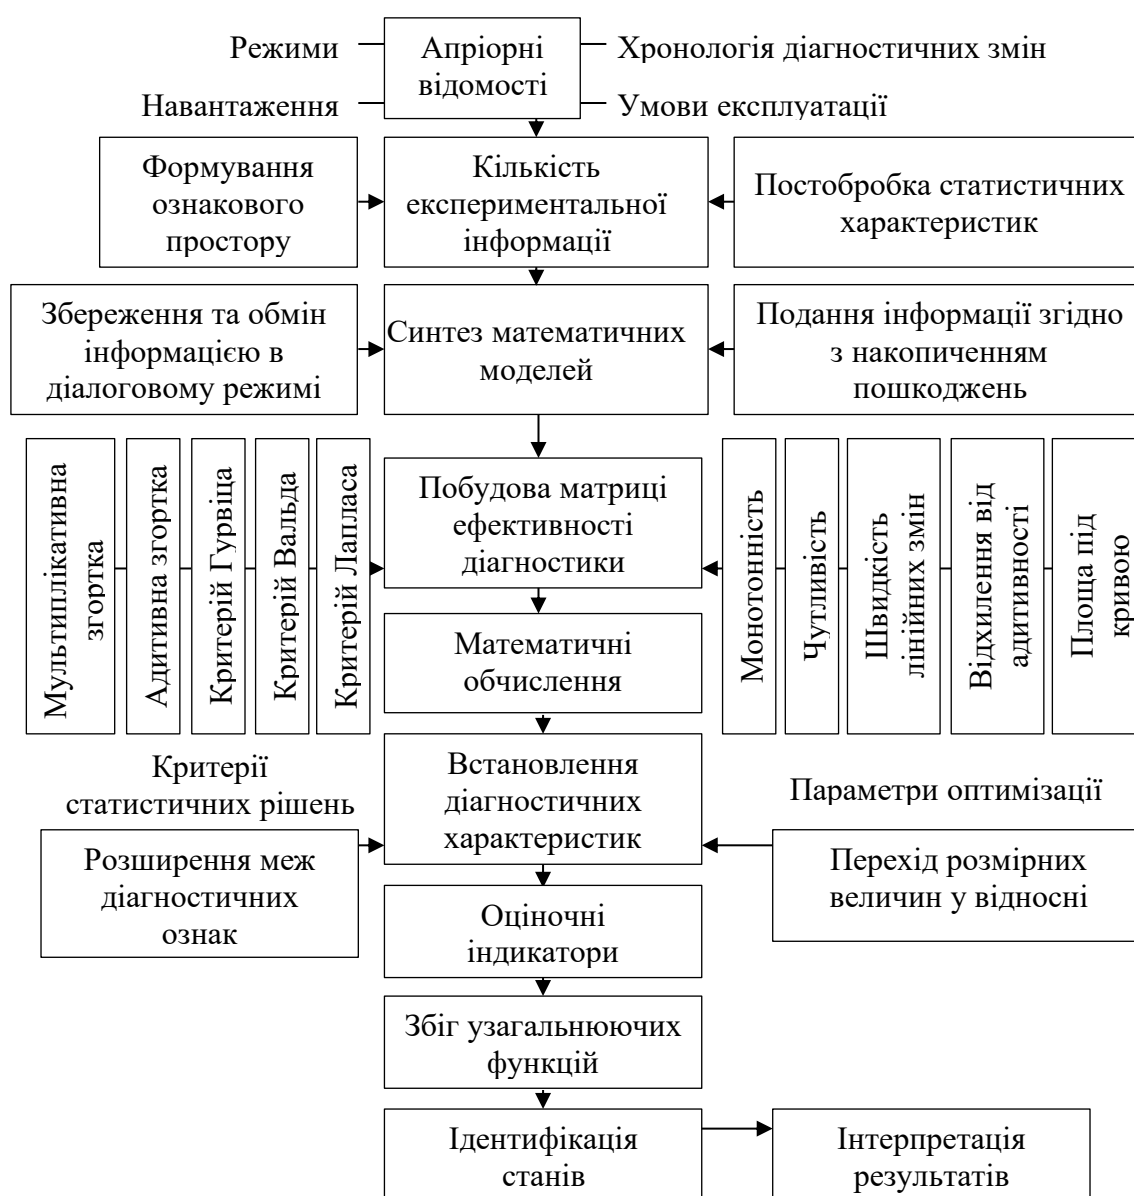 Режими
Апріорні
відомості
Хронологія діагностичних змін
Навантаження
Умови експлуатації
Формування
ознакового
простору
Кількість
експериментальної
інформації
Постобробка статистичних
характеристик
Збереження та обмін
інформацією в
діалоговому режимі
Синтез математичних
моделей
Подання інформації згідно
з накопиченням
пошкоджень
Мультиплікативна
згортка
Адитивна згортка
Критерій Гурвіца
Критерій Вальда
Критерій Лапласа
Побудова матриці
ефективності
діагностики
Монотонність
Чутливість
Швидкість
лінійних змін
Відхилення від
адитивності
Площа під
кривою
Математичні
обчислення
Критерії
статистичних рішень
Встановлення
діагностичних
характеристик
Параметри оптимізації
Розширення меж
діагностичних
ознак
Перехід розмірних
величин у відносні
Оціночні
індикатори
Збіг узагальнюючих
функцій
Ідентифікація
станів
Інтерпретація
результатів